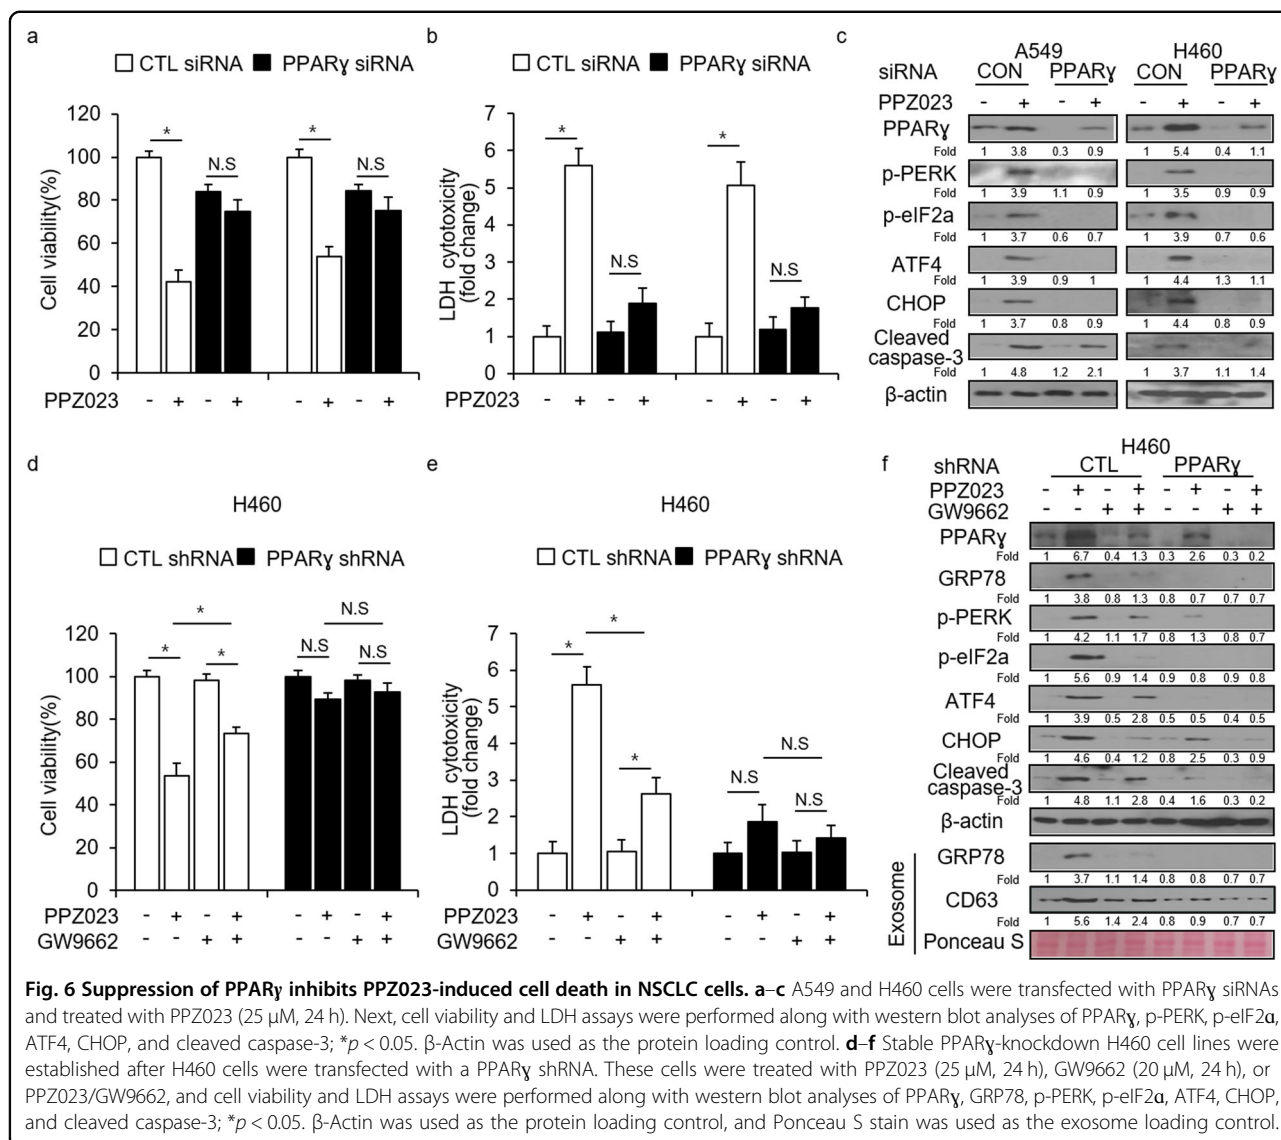 a
CTL siRNA PPARɣ siRNA
Cell viability(%)
120
100
80
60
40
20
0
* N.S * N.S
PPZ023 - + - + - + - +
b
CTL siRNA PPARɣ siRNA
LDH cytotoxicity
(fold change)
7
6
5
4
3
2
1
0
* N.S * N.S
PPZ023 - + - + - + - +
c
A549 H460
siRNA CON PPARɣ CON PPARɣ
PPZ023 - + - + - + - +
PPARɣ
Fold 1 3.8 0.3 0.9 1 5.4 0.4 1.1
p-PERK
Fold 1 3.9 1.1 0.9 1 3.5 0.9 0.9
p-eIF2a
Fold 1 3.7 0.6 0.7 1 3.9 0.7 0.6
ATF4
Fold 1 3.9 0.9 1 1 4.4 1.3 1.1
CHOP
Fold 1 3.7 0.8 0.9 1 4.4 0.8 0.9
Cleaved
caspase-3
Fold 1 4.8 1.2 2.1 1 3.7 1.1 1.4
β-actin
d
H460
CTL shRNA PPARɣ shRNA
Cell viability(%)
120
100
80
60
40
20
0
* N.S
* * N.S N.S
PPZ023 - + - + - + - +
GW9662 - - + + - - + +
e
H460
CTL shRNA PPARɣ shRNA
LDH cytotoxicity
(fold change)
7
6
5
4
3
2
1
0
* * * N.S N.S N.S
PPZ023 - + - + - + - +
GW9662 - - + + - - + +
f
H460
shRNA CTL PPARɣ
PPZ023 - + - + - + - +
GW9662 - - + + - - + +
PPARɣ
Fold 1 6.7 0.4 1.3 0.3 2.6 0.3 0.2
GRP78
Fold 1 3.8 0.8 1.3 0.8 0.7 0.7 0.7
p-PERK
Fold 1 4.2 1.1 1.7 0.8 1.3 0.8 0.7
p-eIF2a
Fold 1 5.6 0.9 1.4 0.9 0.8 0.9 0.8
ATF4
Fold 1 3.9 0.5 2.8 0.5 0.5 0.4 0.5
CHOP
Fold 1 4.6 0.4 1.2 0.8 2.5 0.3 0.9
Cleaved
caspase-3
Fold 1 4.8 1.1 2.8 0.4 1.6 0.3 0.2
β-actin
Exosome
GRP78
Fold 1 3.7 1.1 1.4 0.8 0.8 0.7 0.7
CD63
Fold 1 5.6 1.4 2.4 0.8 0.9 0.7 0.7
Ponceau S
Fig. 6 Suppression of PPARɣ inhibits PPZ023-induced cell death in NSCLC cells. a–c A549 and H460 cells were transfected with PPARɣ siRNAs
and treated with PPZ023 (25 μM, 24 h). Next, cell viability and LDH assays were performed along with western blot analyses of PPARɣ, p-PERK, p-eIF2ɑ,
ATF4, CHOP, and cleaved caspase-3; *p < 0.05. β-Actin was used as the protein loading control. d–f Stable PPARɣ-knockdown H460 cell lines were
established after H460 cells were transfected with a PPARɣ shRNA. These cells were treated with PPZ023 (25 μM, 24 h), GW9662 (20 μM, 24 h), or
PPZ023/GW9662, and cell viability and LDH assays were performed along with western blot analyses of PPARɣ, GRP78, p-PERK, p-eIF2ɑ, ATF4, CHOP,
and cleaved caspase-3; *p < 0.05. β-Actin was used as the protein loading control, and Ponceau S stain was used as the exosome loading control.